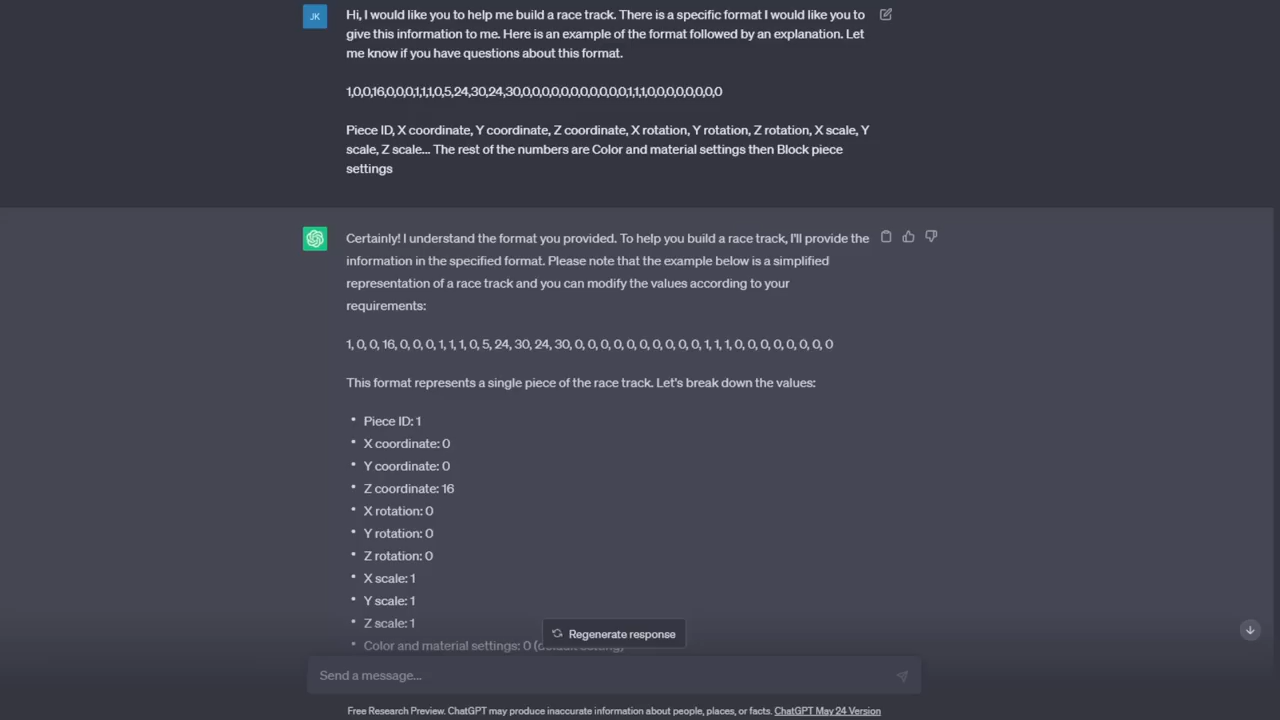 JK
Hi, I would like you to help me build a race track. There is a specific format I would like you to
give this information to me. Here is an example of the format followed by an explanation. Let
me know if you have questions about this format.
1,0,0,16,0,0,0,1,1,1,0,5,24,30,24,30,0,0,0,0,0,0,0,0,0,0,1,1,1,0,0,0,0,0,0,0,0
Piece ID, X coordinate, Y coordinate, Z coordinate, X rotation, Y rotation, Z rotation, X scale, Y
scale, Z scale... The rest of the numbers are Color and material settings then Block piece
settings
Certainly! I understand the format you provided. To help you build a race track, I'll provide the
information in the specified format. Please note that the example below is a simplified
representation of a race track and you can modify the values according to your
requirements:
1, 0, 0, 16, 0, 0, 0, 1, 1, 1, 0, 5, 24, 30, 24, 30, 0, 0, 0, 0, 0, 0, 0, 0, 0, 0, 1, 1, 1, 0, 0, 0, 0, 0, 0, 0, 0
This format represents a single piece of the race track. Let's break down the values:
• Piece ID: 1
• X coordinate: 0
• Y coordinate: 0
• Z coordinate: 16
• X rotation: 0
• Y rotation: 0
• Z rotation: 0
• X scale: 1
• Y scale: 1
• Z scale: 1
Regenerate response
• Color and material settings: 0 (default setting)
Send a message...
Free Research Preview. ChatGPT may produce inaccurate information about people, places, or facts. ChatGPT May 24 Version